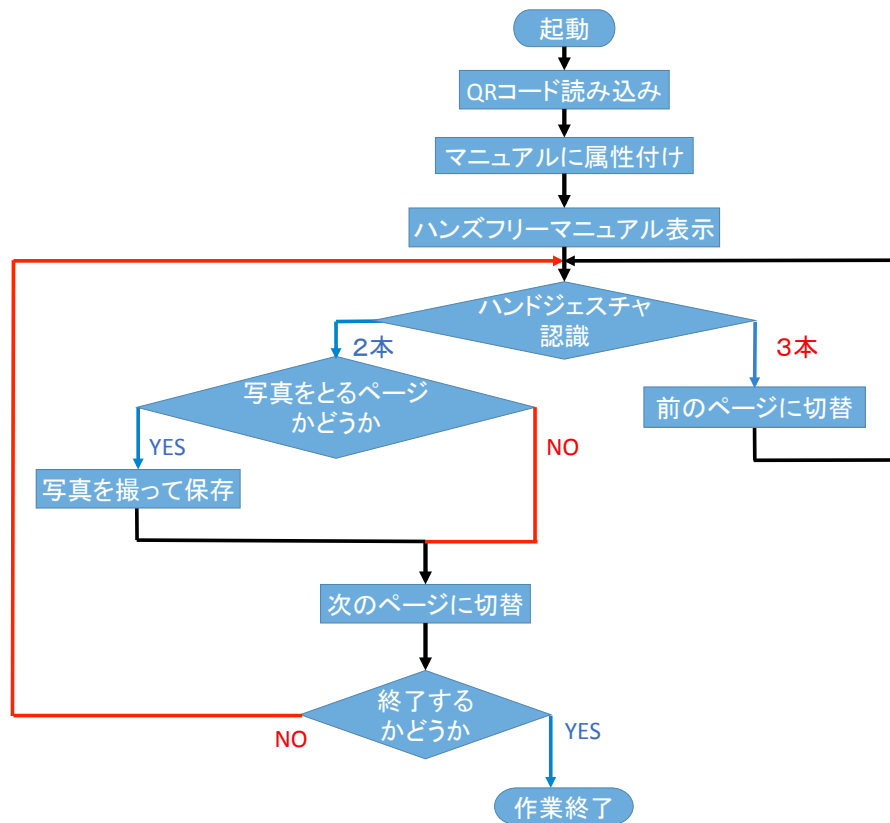 起動
QRコード読み込み
マニュアルに属性付け
ハンズフリーマニュアル表示
ハンドジェスチャ
認識
２本
３本
写真をとるページ
かどうか
前のページに切替
YES
NO
写真を撮って保存
次のページに切替
終了する
かどうか
NO
YES
作業終了